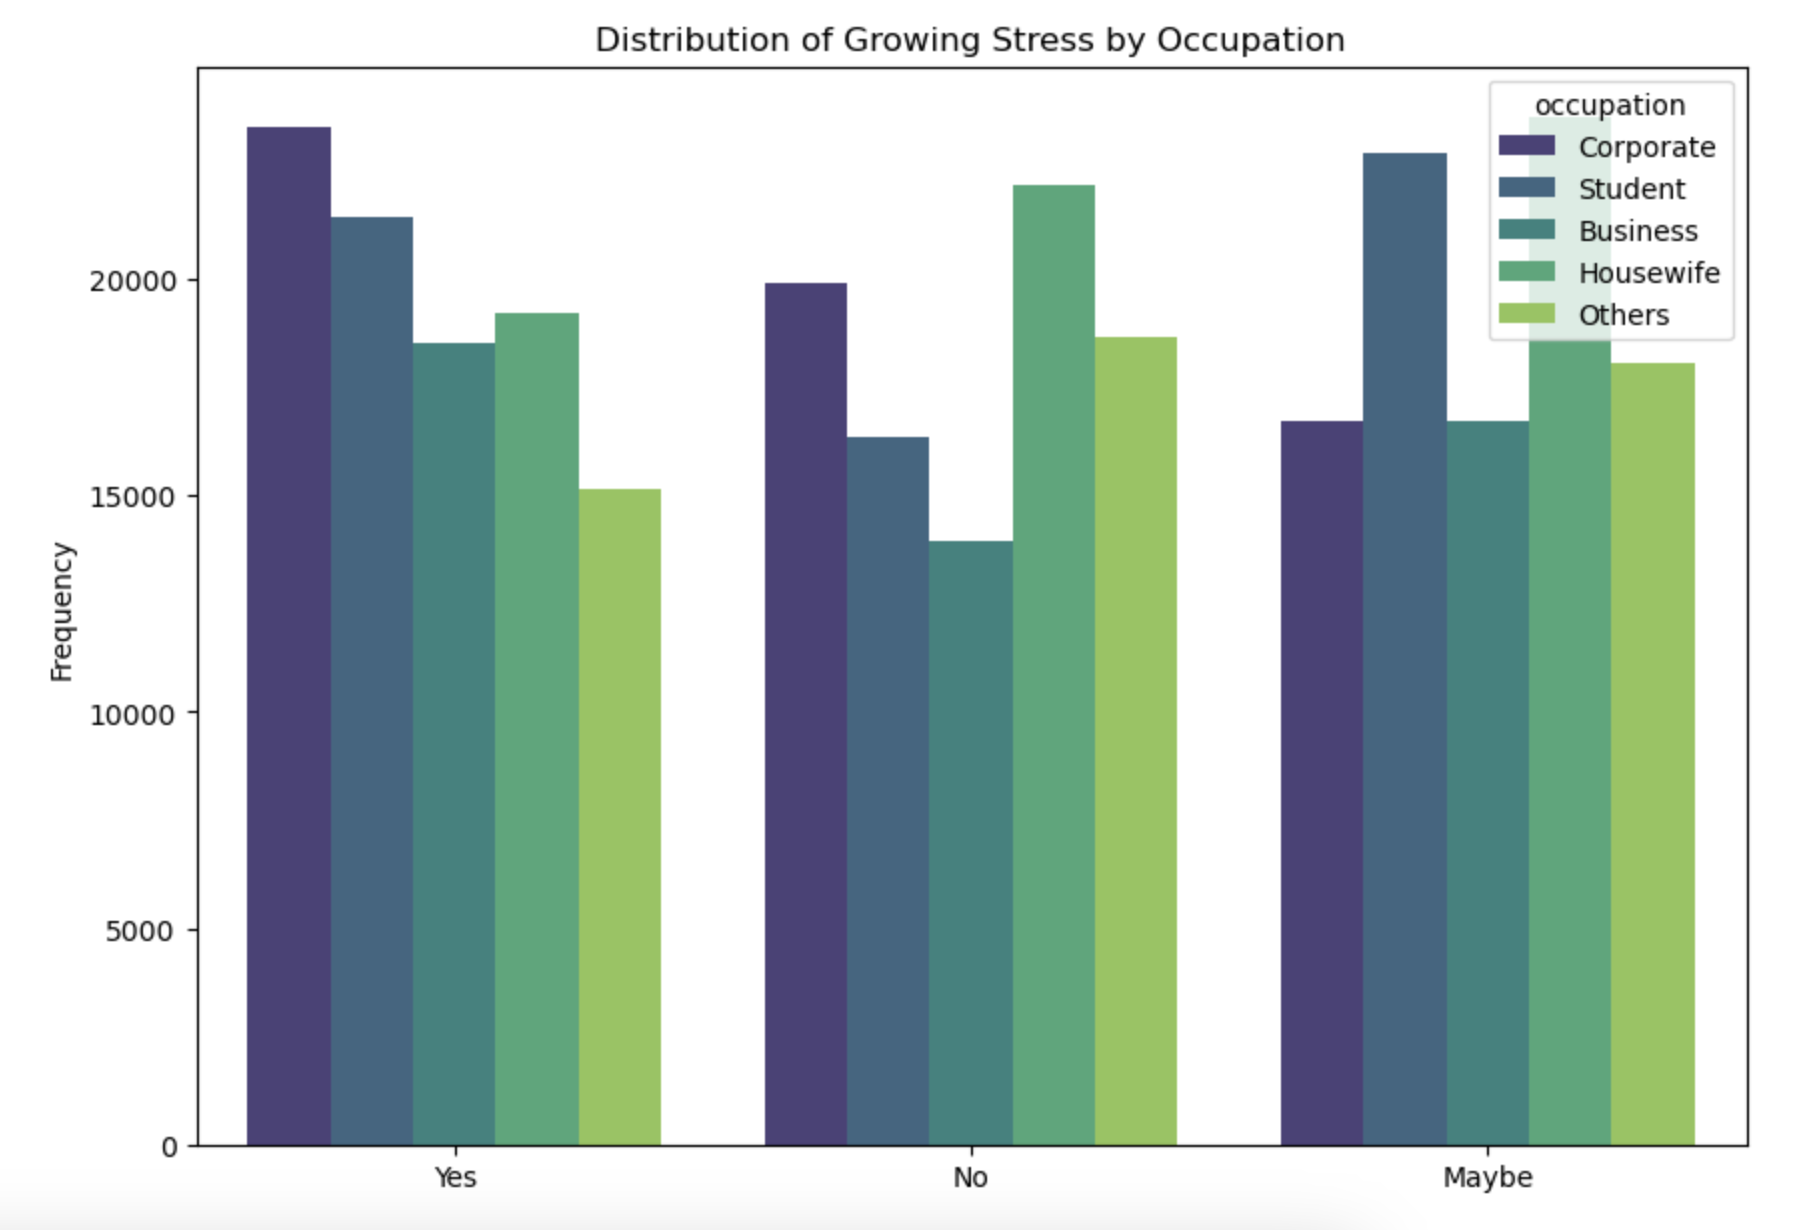 Distribution of Growing Stress by Occupation
occupation
Corporate
Student
Business
Housewife
Others
Frequency
20000
15000
10000
5000
0
Yes
No
Maybe